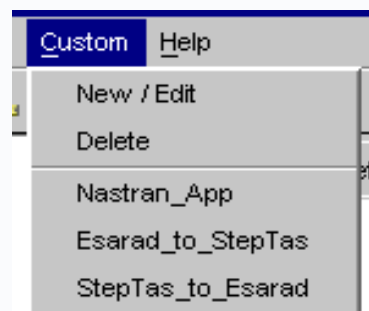 Custom Help
New / Edit
Delete
Nastran_App
Esarad_to_StepTas
StepTas_to_Esarad